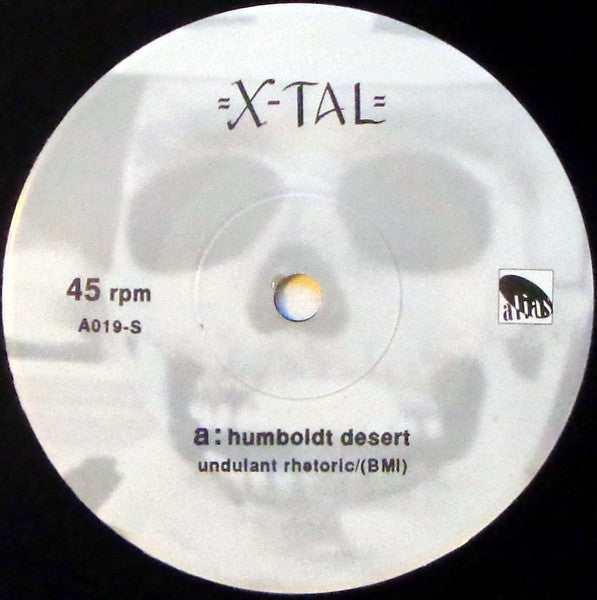 =X-TAL=
45 rpm
A019-S
alias
a: humboldt desert
undulant rhetoric/(BMI)